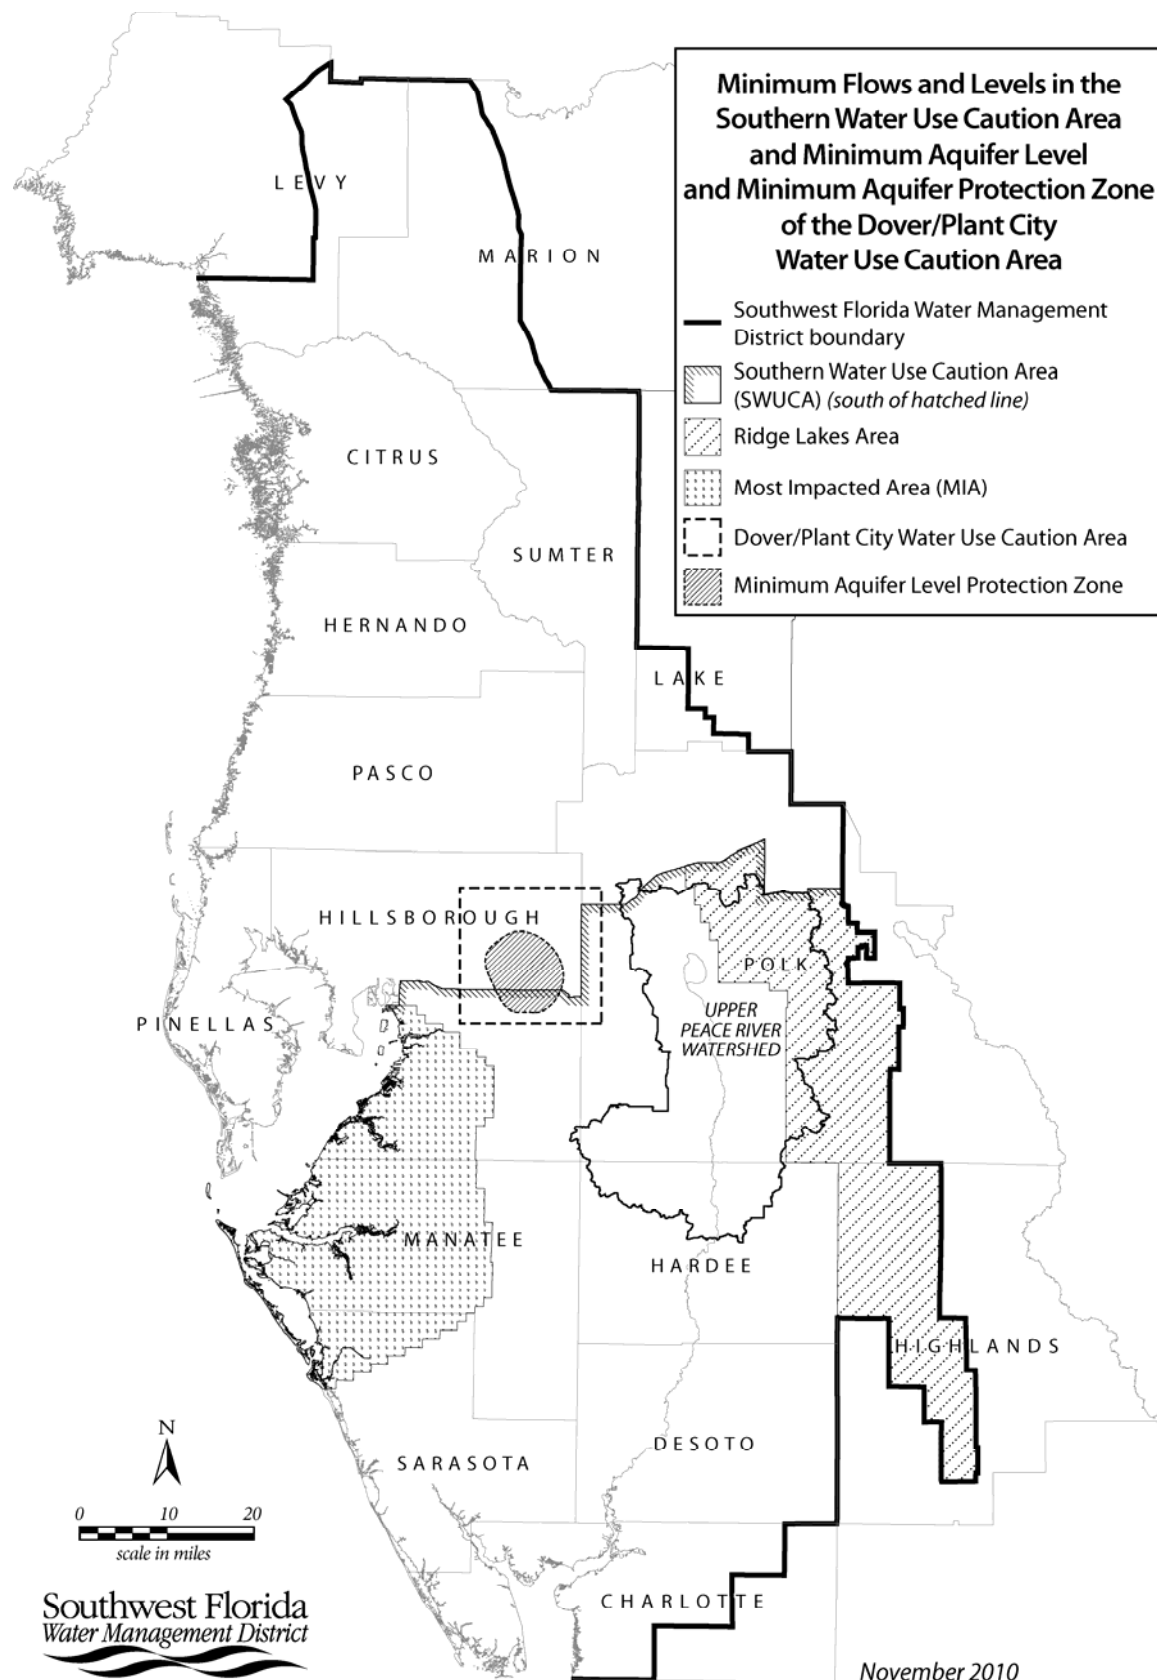 Minimum Flows and Levels in the
Southern Water Use Caution Area
and Minimum Aquifer Level
and Minimum Aquifer Protection Zone
of the Dover/Plant City
Water Use Caution Area
Southwest Florida Water Management
District boundary
Southern Water Use Caution Area
(SWUCA) (south of hatched line)
Ridge Lakes Area
Most Impacted Area (MIA)
Dover/Plant City Water Use Caution Area
Minimum Aquifer Level Protection Zone
LEVY
MARION
CITRUS
SUMTER
HERNANDO
LAKE
PASCO
HILLSBOROUGH
POLK
PINELLAS
UPPER
PEACE RIVER
WATERSHED
MANATEE
HARDEE
HIGHLANDS
DESOTO
SARASOTA
CHARLOTTE
N
0 10 20
scale in miles
Southwest Florida
Water Management District
November 2010